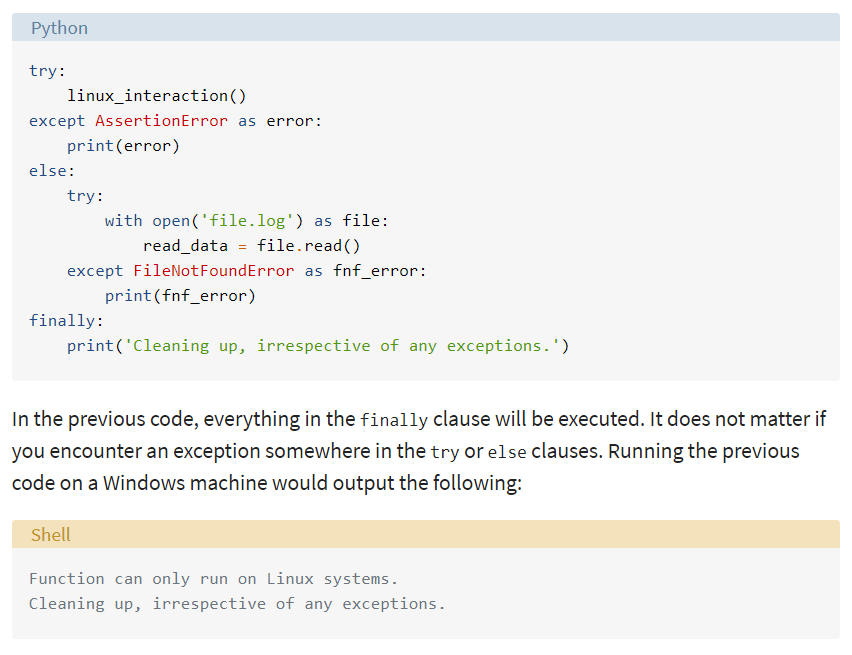 Python
try:
    linux_interaction()
except AssertionError as error:
    print(error)
else:
    try:
        with open('file.log') as file:
            read_data = file.read()
    except FileNotFoundError as fnf_error:
        print(fnf_error)
finally:
    print('Cleaning up, irrespective of any exceptions.')
In the previous code, everything in the finally clause will be executed. It does not matter if
you encounter an exception somewhere in the try or else clauses. Running the previous
code on a Windows machine would output the following:
Shell
Function can only run on Linux systems.
Cleaning up, irrespective of any exceptions.